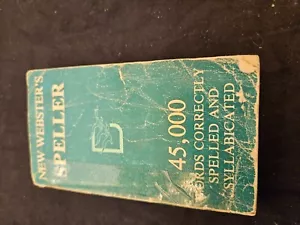 NEW WEBSTER'S
SPELLER
45,000
WORDS CORRECTLY
SPELLED AND
SYLLABICATED